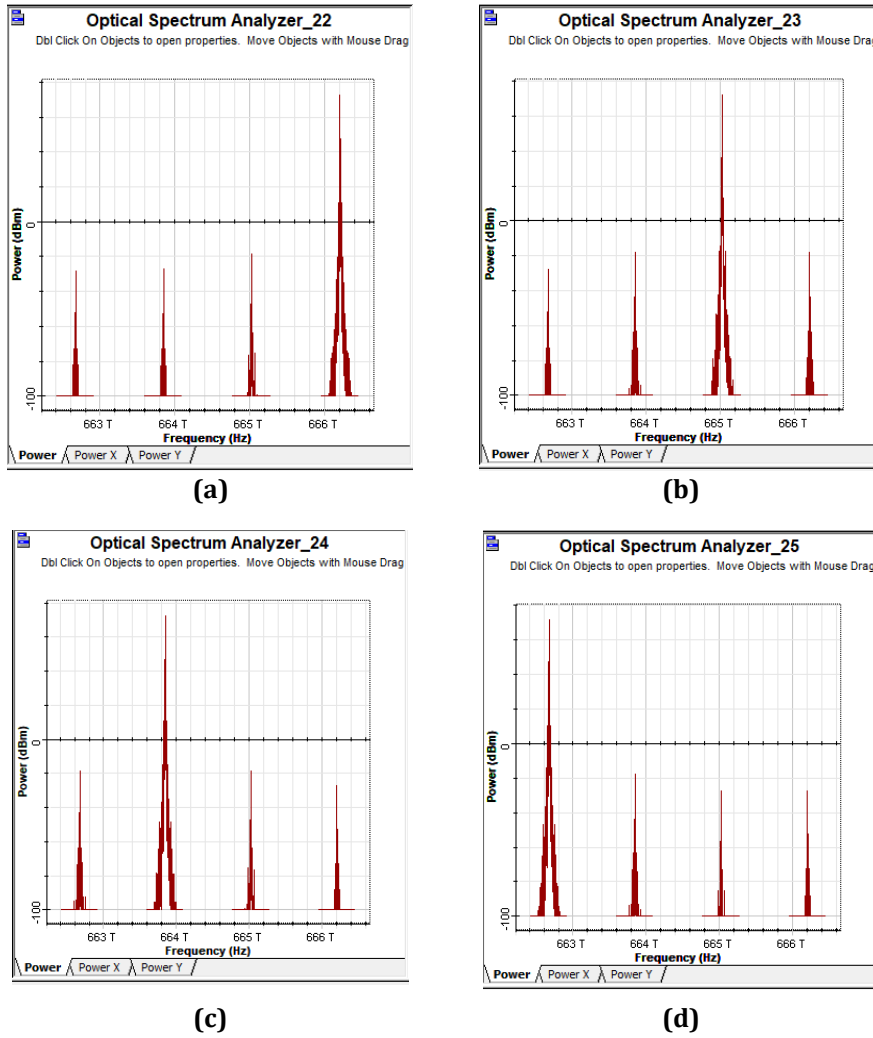 Optical Spectrum Analyzer_22
Dbl Click On Objects to open properties. Move Objects with Mouse Drag
Power (dBm)
0
-100
663 T 664 T 665 T 666 T
Frequency (Hz)
Power Power X Power Y
(a)
Optical Spectrum Analyzer_23
Dbl Click On Objects to open properties. Move Objects with Mouse Drag
Power (dBm)
0
-100
663 T 664 T 665 T 666 T
Frequency (Hz)
Power Power X Power Y
(b)
Optical Spectrum Analyzer_24
Dbl Click On Objects to open properties. Move Objects with Mouse Drag
Power (dBm)
0
-100
663 T 664 T 665 T 666 T
Frequency (Hz)
Power Power X Power Y
(c)
Optical Spectrum Analyzer_25
Dbl Click On Objects to open properties. Move Objects with Mouse Drag
Power (dBm)
0
-100
663 T 664 T 665 T 666 T
Frequency (Hz)
Power Power X Power Y
(d)